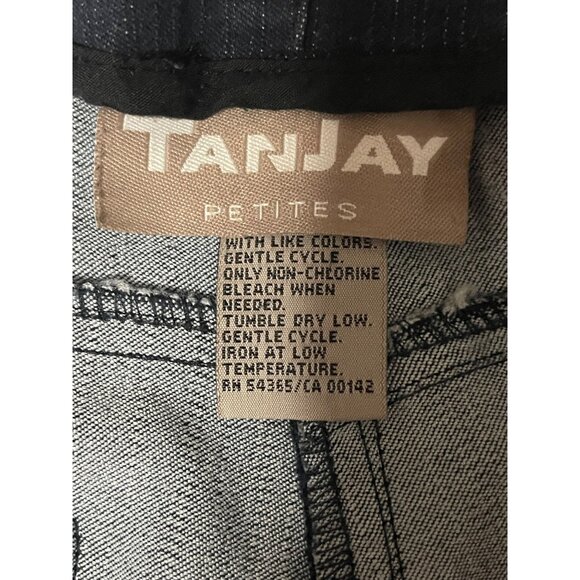 TANJAY
PETITES
WITH LIKE COLORS.
GENTLE CYCLE.
ONLY NON-CHLORINE
BLEACH WHEN
NEEDED.
TUMBLE DRY LOW.
GENTLE CYCLE.
IRON AT LOW
TEMPERATURE.
RN 54365/CA 00142